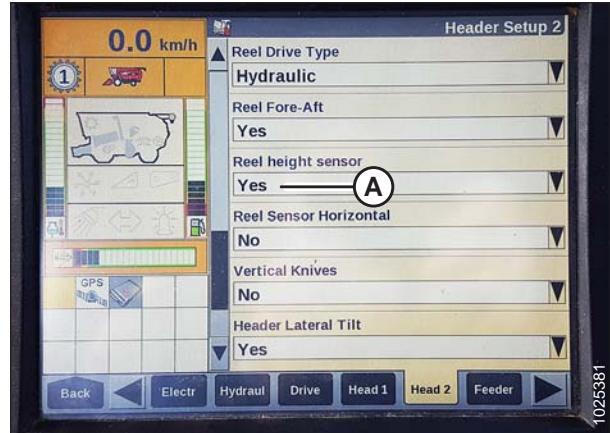 Header Setup 2
0.0 km/h
1
Reel Drive Type
Hydraulic
Reel Fore-Aft
Yes
Reel height sensor
Yes
A
Reel Sensor Horizontal
No
Vertical Knives
No
GPS
Header Lateral Tilt
Yes
Back
Electr
Hydraul
Drive
Head 1
Head 2
Feeder
1025381